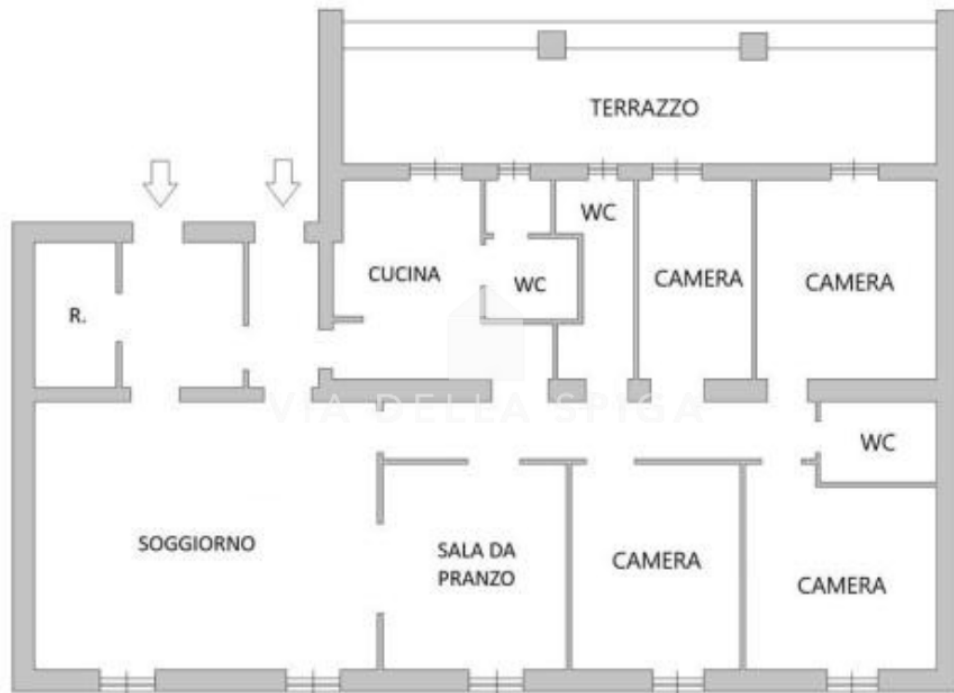 TERRAZZO
WC
CUCINA
WC
CAMERA
CAMERA
R.
VIA DELLA SPIGA
WC
SOGGIORNO
SALA DA
PRANZO
CAMERA
CAMERA